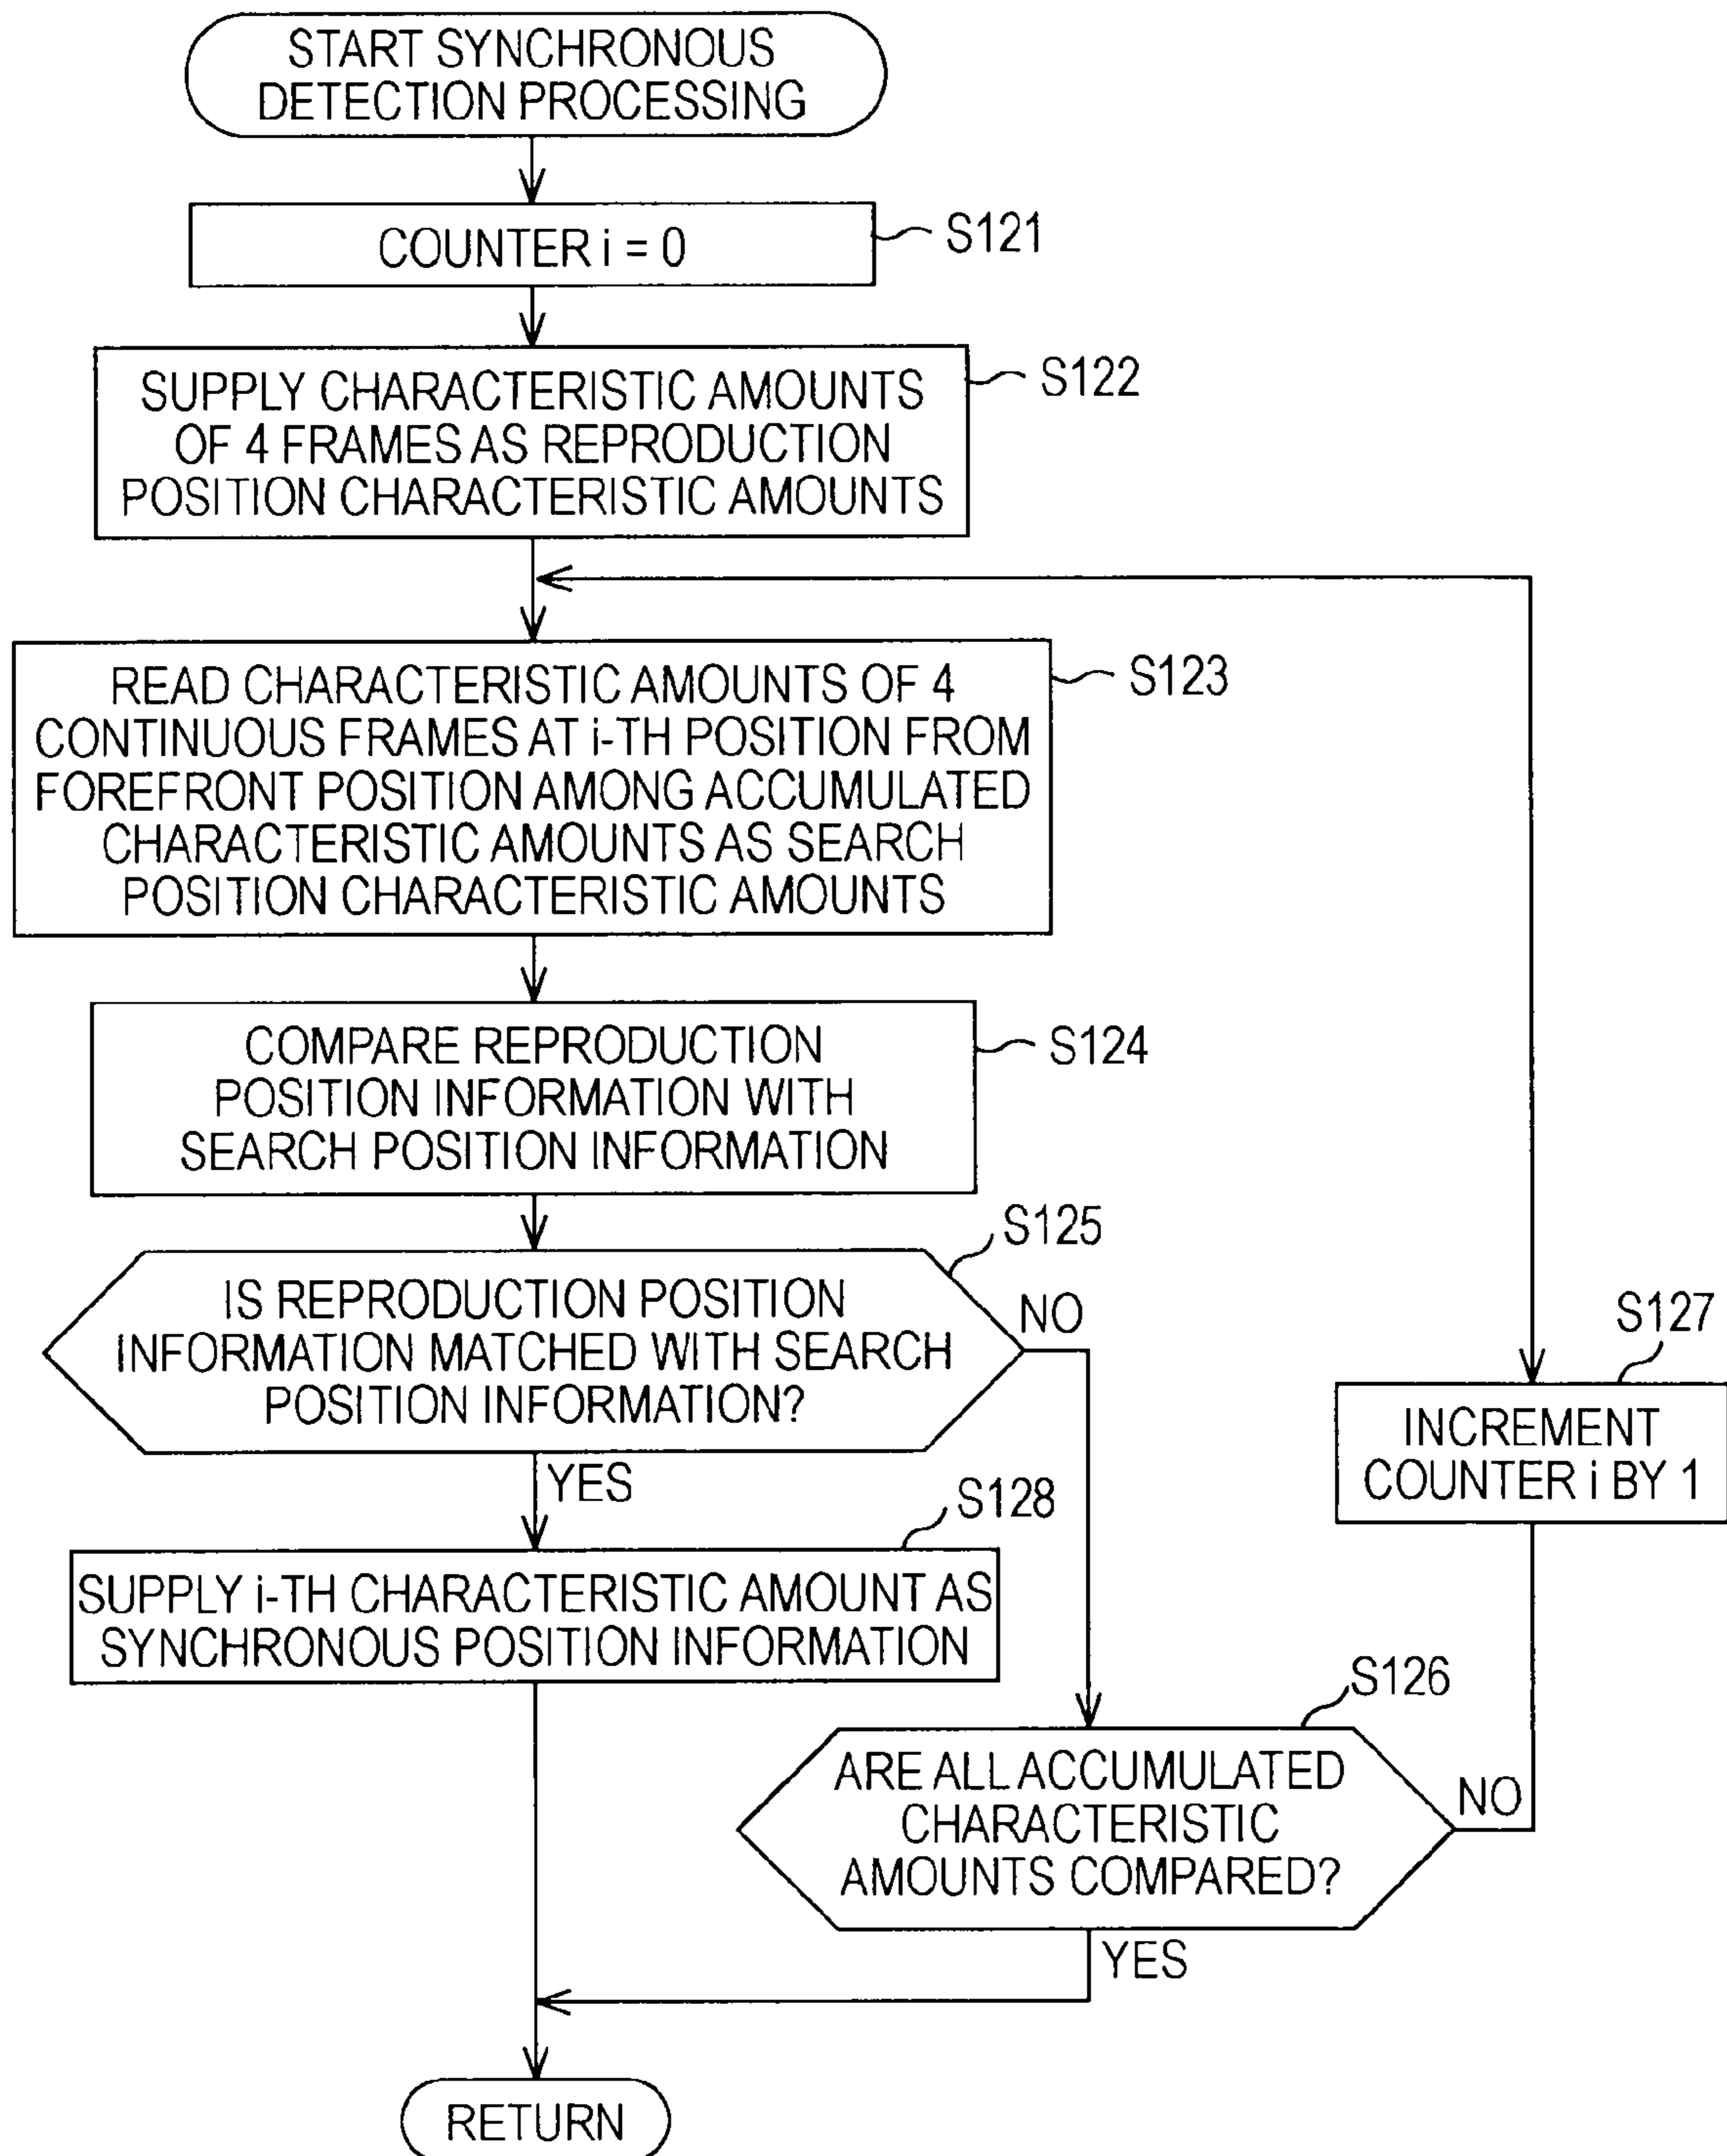 START SYNCHRONOUS
DETECTION PROCESSING
COUNTER i = 0
S121
SUPPLY CHARACTERISTIC AMOUNTS
OF 4 FRAMES AS REPRODUCTION
POSITION CHARACTERISTIC AMOUNTS
S122
READ CHARACTERISTIC AMOUNTS OF 4
CONTINUOUS FRAMES AT i-TH POSITION FROM
FOREFRONT POSITION AMONG ACCUMULATED
CHARACTERISTIC AMOUNTS AS SEARCH
POSITION CHARACTERISTIC AMOUNTS
S123
COMPARE REPRODUCTION
POSITION INFORMATION WITH
SEARCH POSITION INFORMATION
S124
IS REPRODUCTION POSITION
INFORMATION MATCHED WITH SEARCH
POSITION INFORMATION?
S125
NO
YES
S127
INCREMENT
COUNTER i BY 1
S128
SUPPLY i-TH CHARACTERISTIC AMOUNT AS
SYNCHRONOUS POSITION INFORMATION
S126
ARE ALL ACCUMULATED
CHARACTERISTIC
AMOUNTS COMPARED?
NO
YES
RETURN